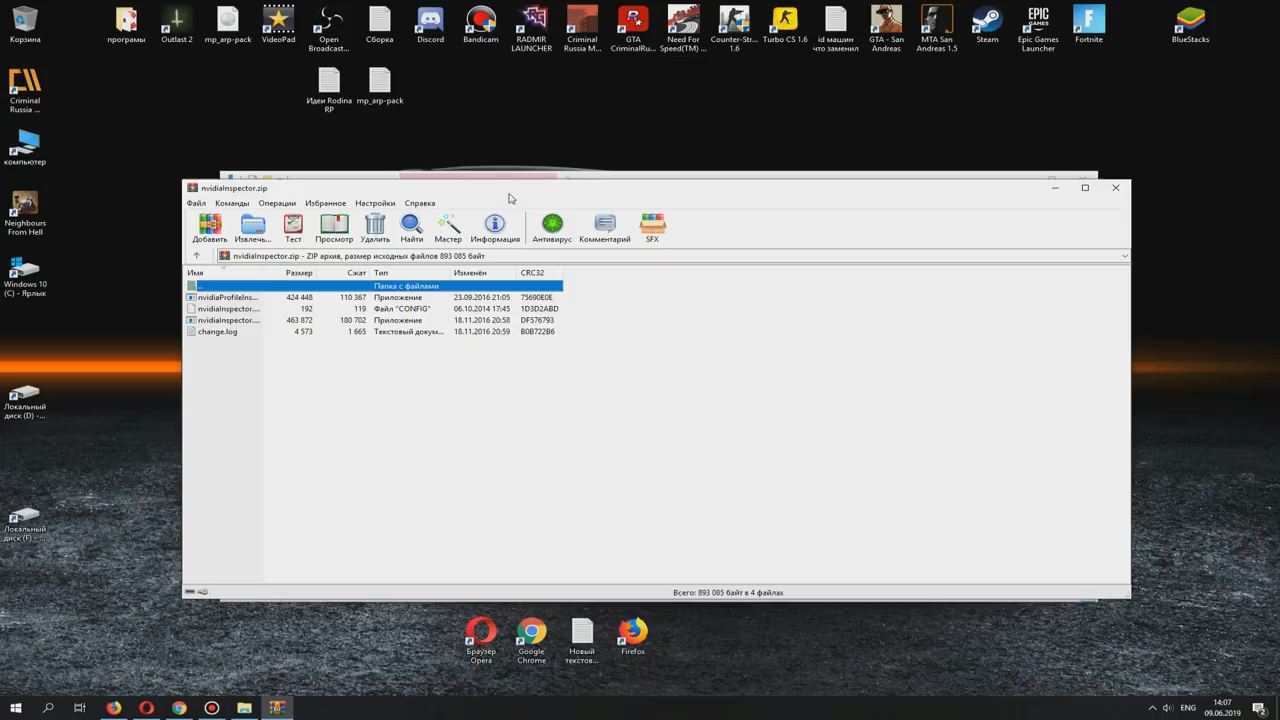 Корзина
програмы
Outlast 2
mp_arp-pack
VideoPad
Open
Broadcast...
Сборка
Discord
Bandicam
RADMIR
LAUNCHER
Criminal
Russia M...
GTA
CriminalRu...
Need For
Speed(TM) ...
Counter-Str...
1.6
Turbo CS 1.6
id машин
что заменил
GTA - San
Andreas
MTA San
Andreas 1.5
Steam
Epic Games
Launcher
Fortnite
BlueStacks
Criminal
Russia ...
Идеи Rodina
RP
mp_arp-pack
компьютер
Neighbours
From Hell
Windows 10
(C) - Ярлык
Локальный
диск (D) -...
Локальный
диск (F) -...
nvidiaInspector.zip
Файл Команды Операции Избранное Настройки Справка
Добавить Извлечь... Тест Просмотр Удалить Найти Мастер Информация Антивирус Комментарий SFX
nvidiaInspector.zip - ZIP архив, размер исходных файлов 893 085 байт
Имя Размер Сжат Тип Изменён CRC32
.. Папка с файлами
nvidiaProfileIns... 424 448 110 367 Приложение 23.09.2016 21:05 75690E0E
nvidiaInspector.... 192 119 Файл "CONFIG" 06.10.2014 17:45 1D3D2ABD
nvidiaInspector.... 463 872 180 702 Приложение 18.11.2016 20:58 DF576793
change.log 4 573 1 665 Текстовый докум... 18.11.2016 20:59 B0B722B6
Всего: 893 085 байт в 4 файлах
Браузер
Opera
Google
Chrome
Новый
текстов...
Firefox
ENG
14:07
09.06.2019
2